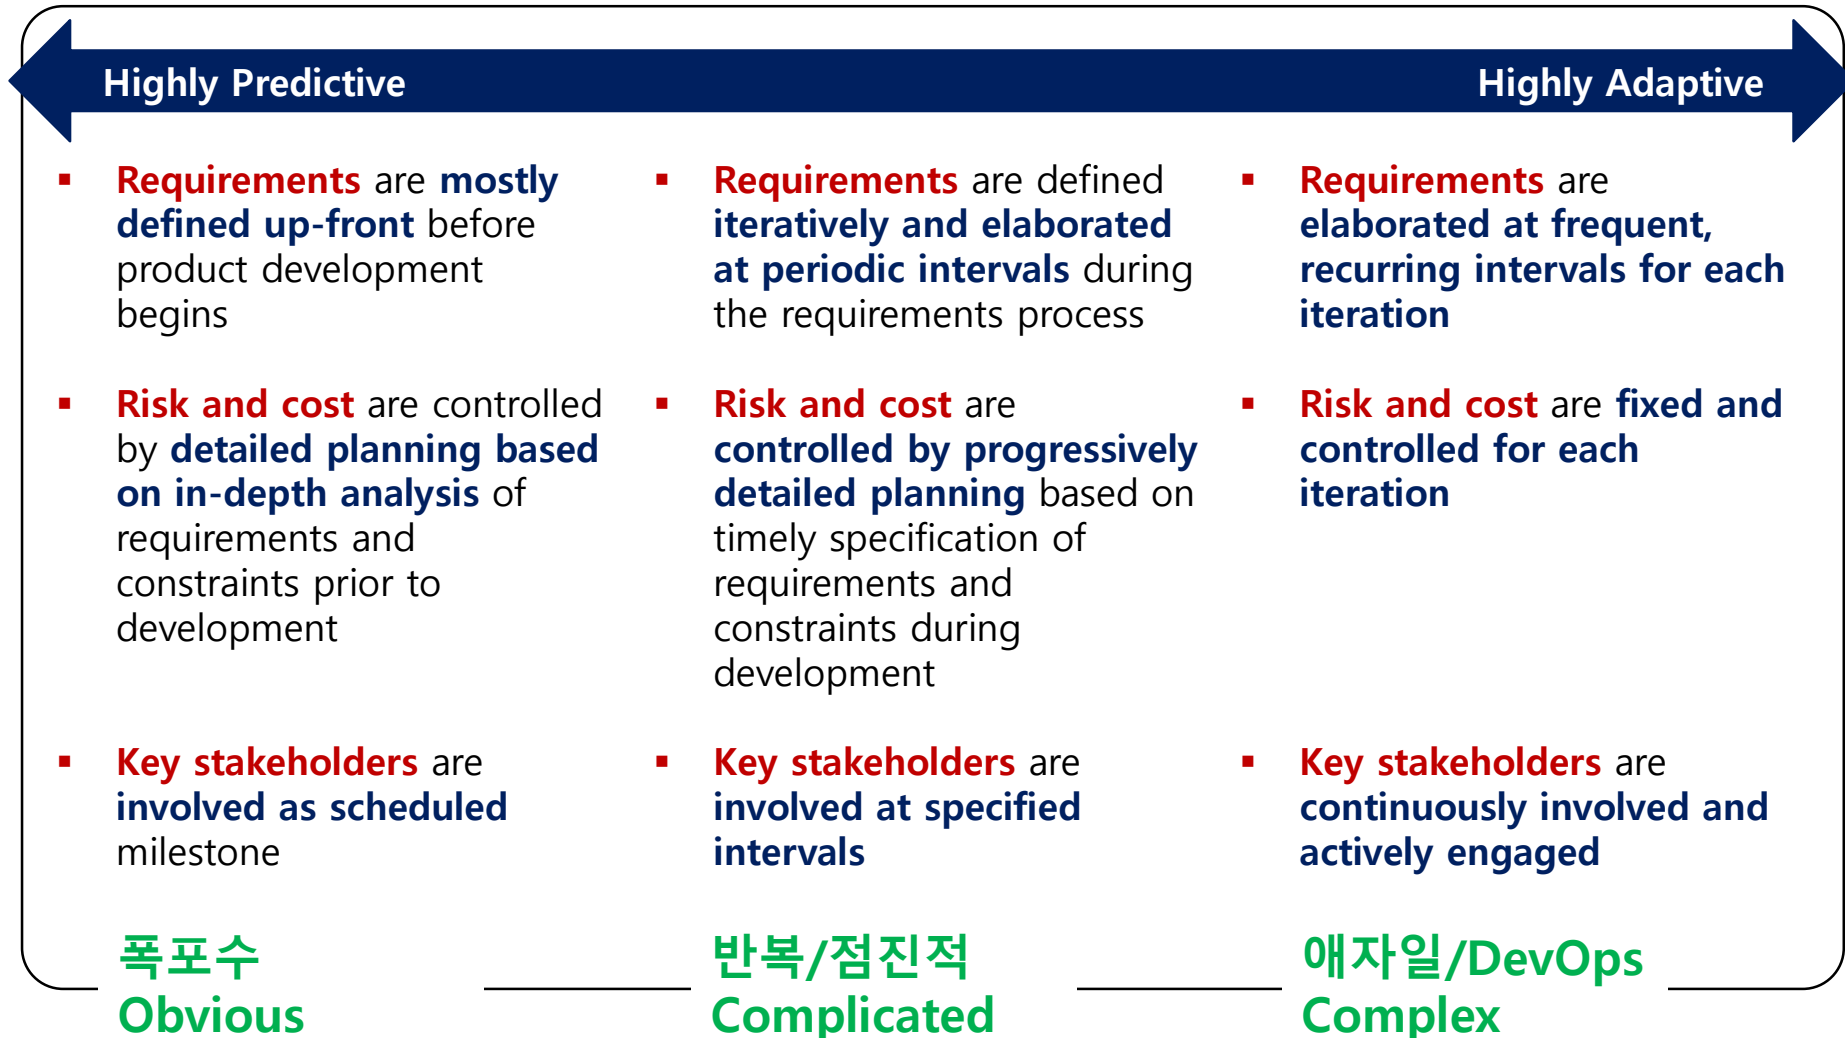 Highly Predictive
Highly Adaptive
▪ Requirements are mostly
defined up-front before
product development
begins
▪ Risk and cost are controlled
by detailed planning based
on in-depth analysis of
requirements and
constraints prior to
development
▪ Key stakeholders are
involved as scheduled
milestone
폭포수
Obvious
▪ Requirements are defined
iteratively and elaborated
at periodic intervals during
the requirements process
▪ Risk and cost are
controlled by progressively
detailed planning based on
timely specification of
requirements and
constraints during
development
▪ Key stakeholders are
involved at specified
intervals
반복/점진적
Complicated
▪ Requirements are
elaborated at frequent,
recurring intervals for each
iteration
▪ Risk and cost are fixed and
controlled for each
iteration
▪ Key stakeholders are
continuously involved and
actively engaged
애자일/DevOps
Complex